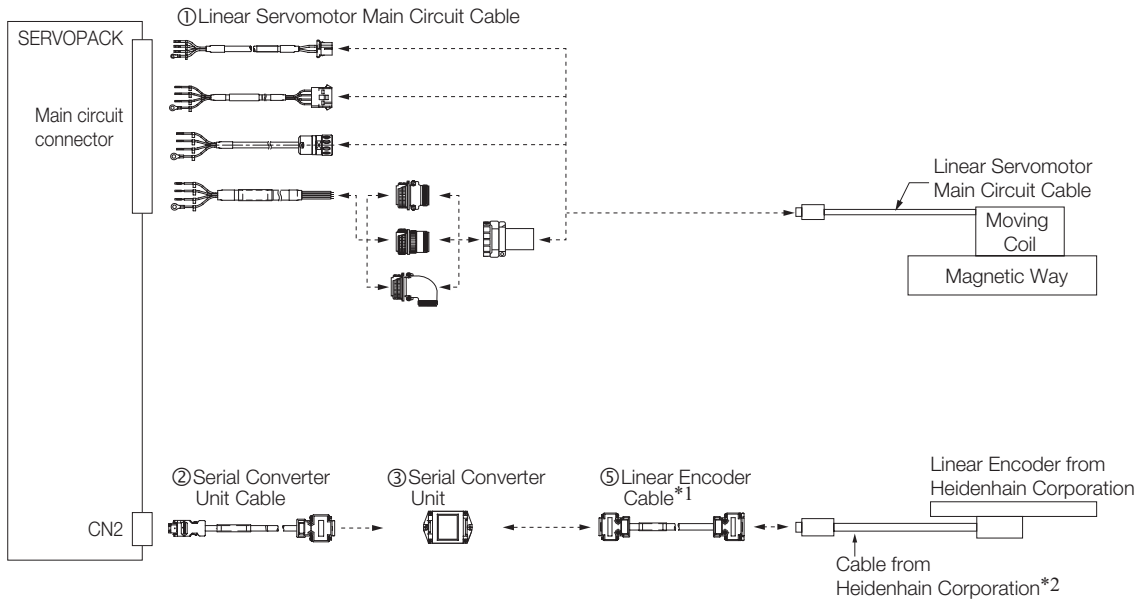 ①Linear Servomotor Main Circuit Cable
SERVOPACK
Main circuit
connector
Linear Servomotor
Main Circuit Cable
Moving
Coil
Magnetic Way
②Serial Converter
Unit Cable
③Serial Converter
Unit
⑤Linear Encoder
Cable*1
Linear Encoder from
Heidenhain Corporation
CN2
Cable from
Heidenhain Corporation*2